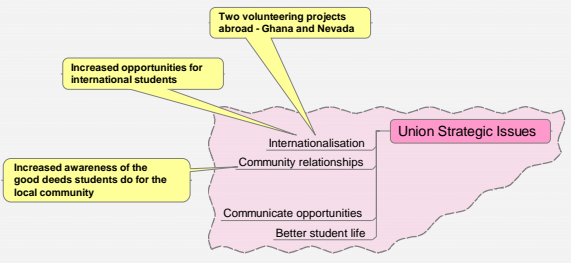 Two volunteering projects
abroad - Ghana and Nevada
Increased opportunities for
international students
Union Strategic Issues
Internationalisation
Community relationships
Increased awareness of the
good deeds students do for the
local community
Communicate opportunities
Better student life